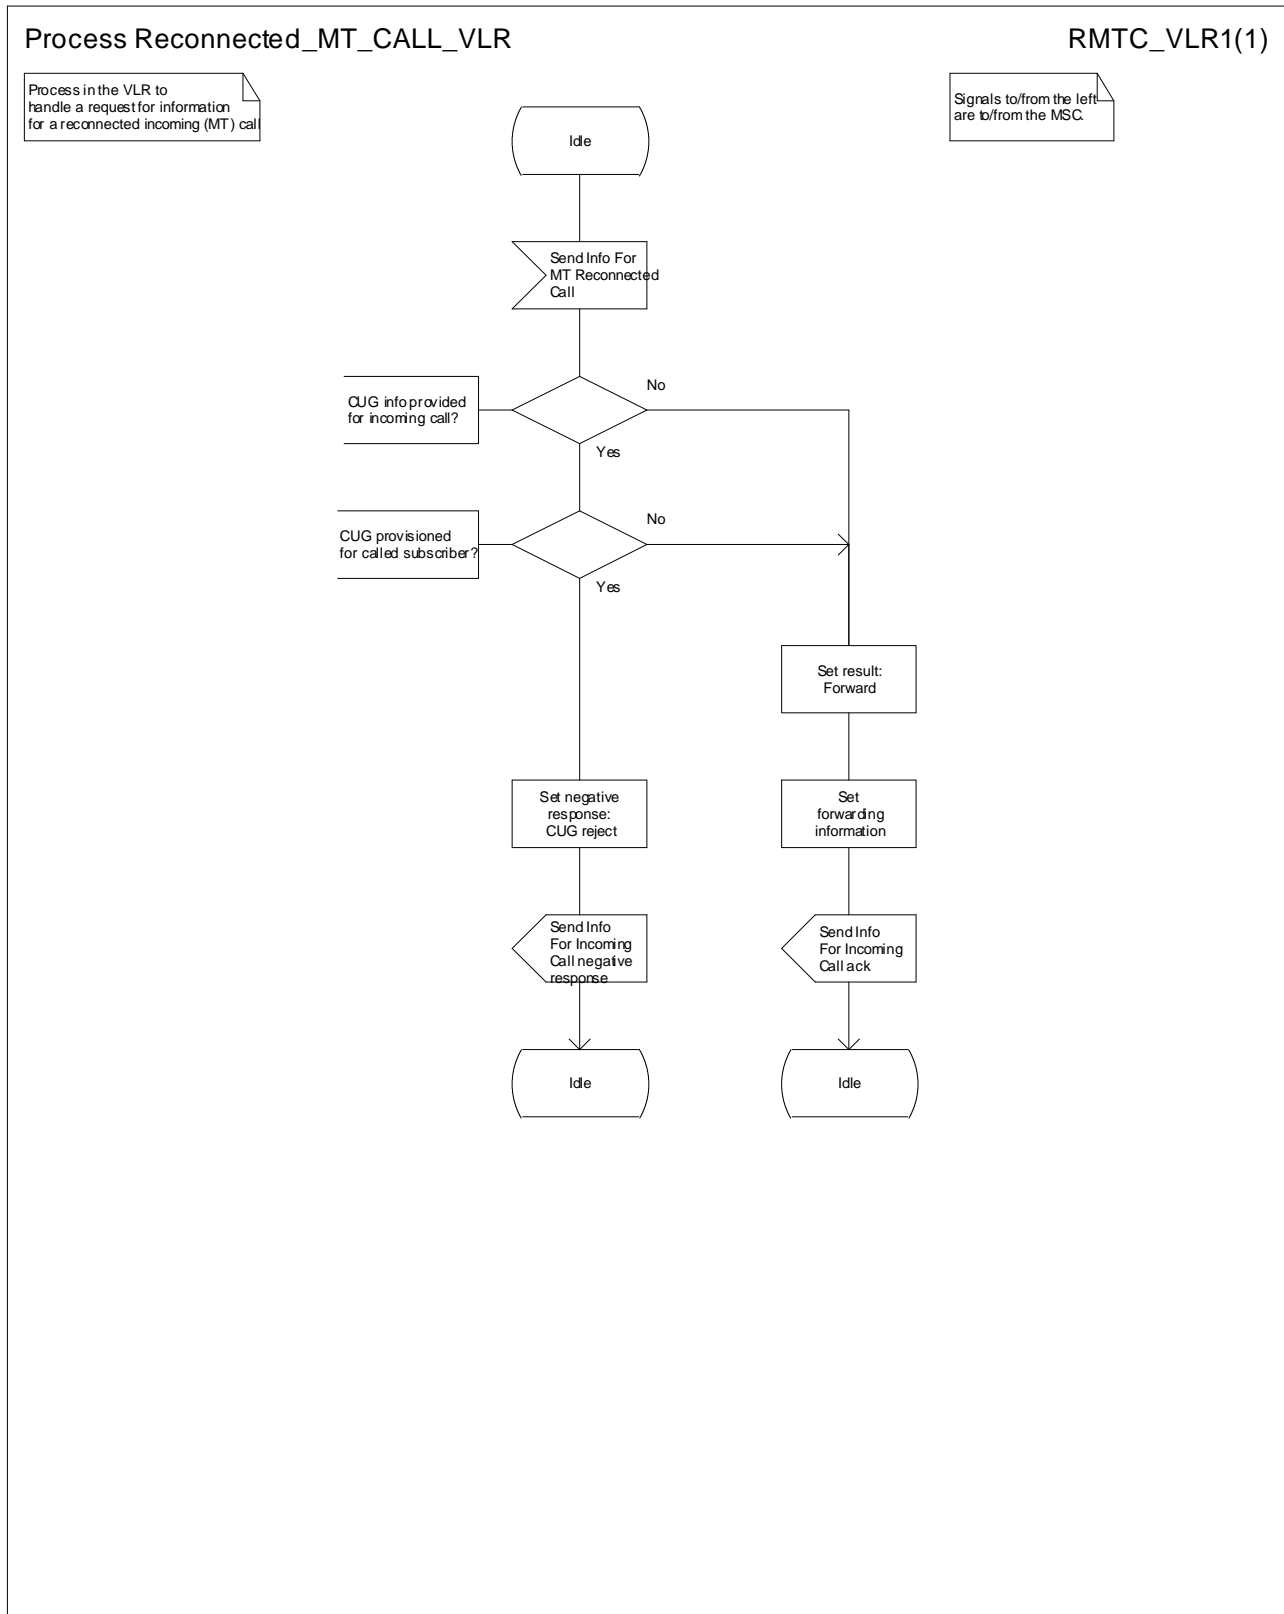 Process Reconnected_MT_CALL_VLR
RMTC_VLR1(1)
Process in the VLR to
handle a request for information
for a reconnected incoming (MT) call
Signals to/from the left
are to/from the MSC.
Idle
Send Info For
MT Reconnected
Call
No
CUG info provided
for incoming call?
Yes
No
CUG provisioned
for called subscriber?
Yes
Set result:
Forward
Set negative
response:
CUG reject
Set
forwarding
information
Send Info
For Incoming
Call negative
response
Send Info
For Incoming
Call ack
Idle
Idle